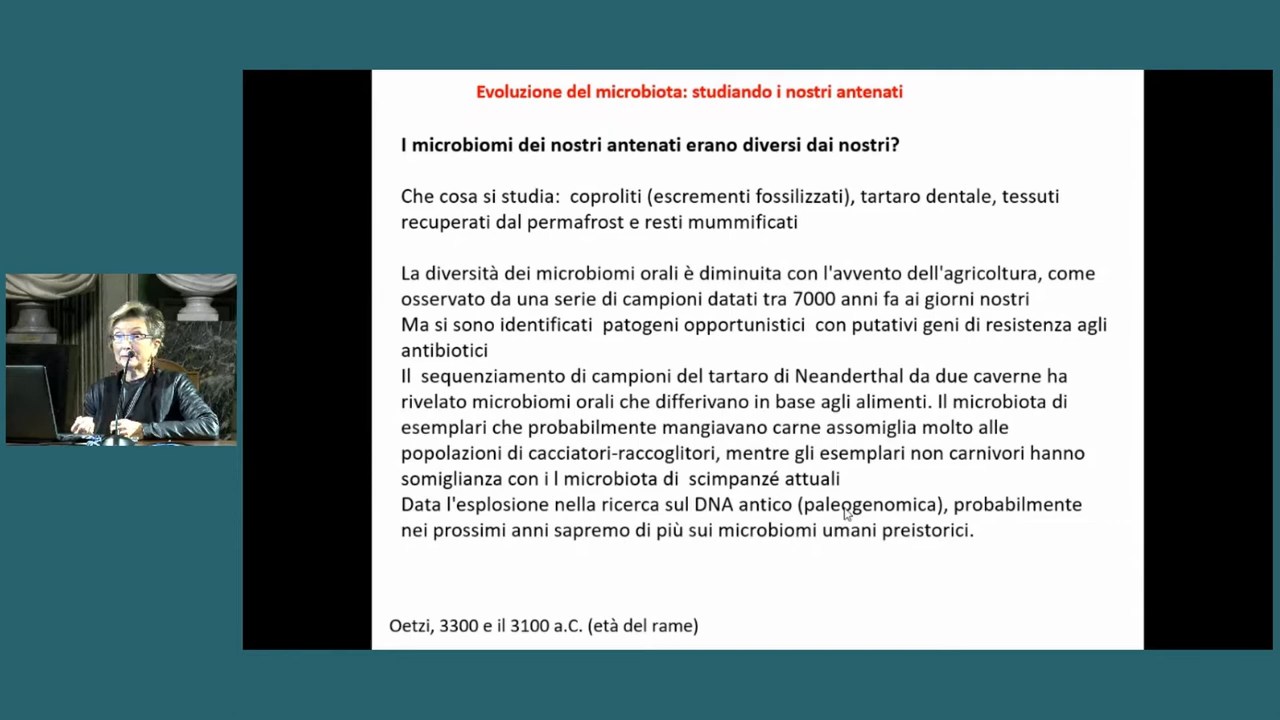 Evoluzione del microbiota: studiando i nostri antenati
I microbiomi dei nostri antenati erano diversi dai nostri?
Che cosa si studia:  coproliti (escrementi fossilizzati), tartaro dentale, tessuti
recuperati dal permafrost e resti mummificati
La diversità dei microbiomi orali è diminuita con l'avvento dell'agricoltura, come
osservato da una serie di campioni datati tra 7000 anni fa ai giorni nostri
Ma si sono identificati  patogeni opportunistici  con putativi geni di resistenza agli
antibiotici
Il  sequenziamento di campioni del tartaro di Neanderthal da due caverne ha
rivelato microbiomi orali che differivano in base agli alimenti. Il microbiota di
esemplari che probabilmente mangiavano carne assomiglia molto alle
popolazioni di cacciatori-raccoglitori, mentre gli esemplari non carnivori hanno
somiglianza con i l microbiota di  scimpanzé attuali
Data l'esplosione nella ricerca sul DNA antico (paleogenomica), probabilmente
nei prossimi anni sapremo di più sui microbiomi umani preistorici.
Oetzi, 3300 e il 3100 a.C. (età del rame)